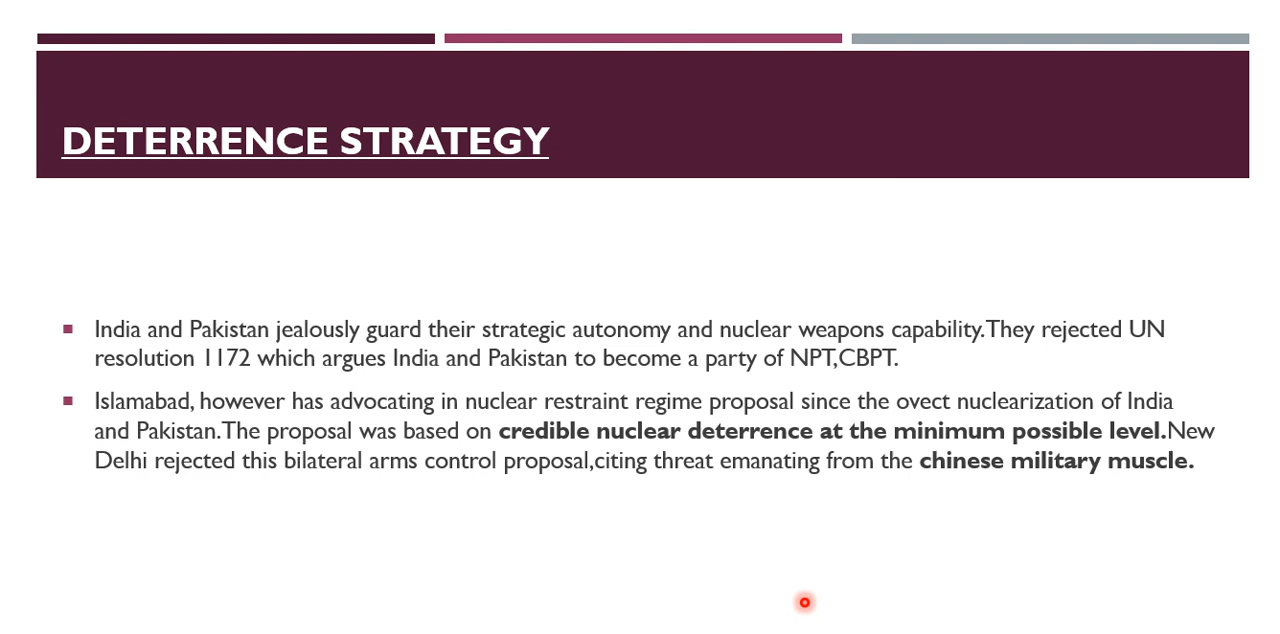 DETERRENCE STRATEGY
India and Pakistan jealously guard their strategic autonomy and nuclear weapons capability.They rejected UN
resolution 1172 which argues India and Pakistan to become a party of NPT,CBPT.
Islamabad, however has advocating in nuclear restraint regime proposal since the ovect nuclearization of India
and Pakistan.The proposal was based on credible nuclear deterrence at the minimum possible level.New
Delhi rejected this bilateral arms control proposal,citing threat emanating from the chinese military muscle.